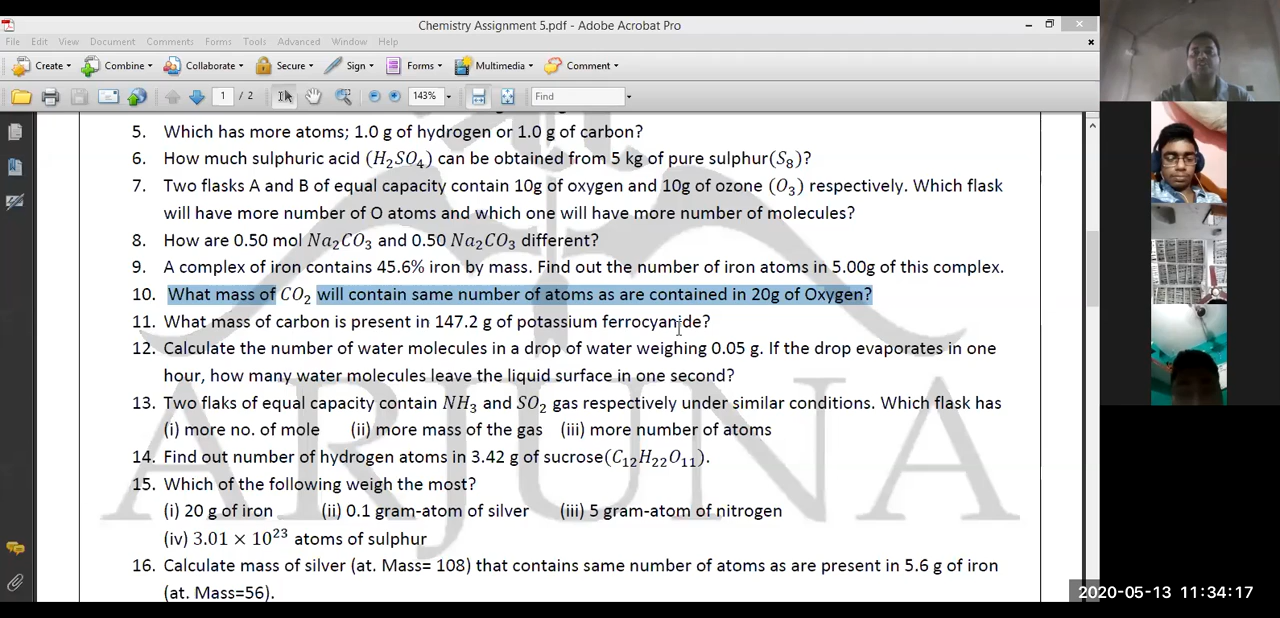 Chemistry Assignment 5.pdf - Adobe Acrobat Pro
File Edit View Document Comments Forms Tools Advanced Window Help
Create Combine Collaborate Secure Sign Forms Multimedia Comment
1 / 2 143% Find
5. Which has more atoms; 1.0 g of hydrogen or 1.0 g of carbon?
6. How much sulphuric acid (H₂SO₄) can be obtained from 5 kg of pure sulphur(S₈)?
7. Two flasks A and B of equal capacity contain 10g of oxygen and 10g of ozone (O₃) respectively. Which flask
will have more number of O atoms and which one will have more number of molecules?
8. How are 0.50 mol Na₂CO₃ and 0.50 Na₂CO₃ different?
9. A complex of iron contains 45.6% iron by mass. Find out the number of iron atoms in 5.00g of this complex.
10. What mass of CO₂ will contain same number of atoms as are contained in 20g of Oxygen?
11. What mass of carbon is present in 147.2 g of potassium ferrocyanide?
12. Calculate the number of water molecules in a drop of water weighing 0.05 g. If the drop evaporates in one
hour, how many water molecules leave the liquid surface in one second?
13. Two flaks of equal capacity contain NH₃ and SO₂ gas respectively under similar conditions. Which flask has
(i) more no. of mole (ii) more mass of the gas (iii) more number of atoms
14. Find out number of hydrogen atoms in 3.42 g of sucrose(C₁₂H₂₂O₁₁).
15. Which of the following weigh the most?
(i) 20 g of iron (ii) 0.1 gram-atom of silver (iii) 5 gram-atom of nitrogen
(iv) 3.01 × 10²³ atoms of sulphur
16. Calculate mass of silver (at. Mass= 108) that contains same number of atoms as are present in 5.6 g of iron
(at. Mass=56).
ARJUNA
2020-05-13 11:34:17